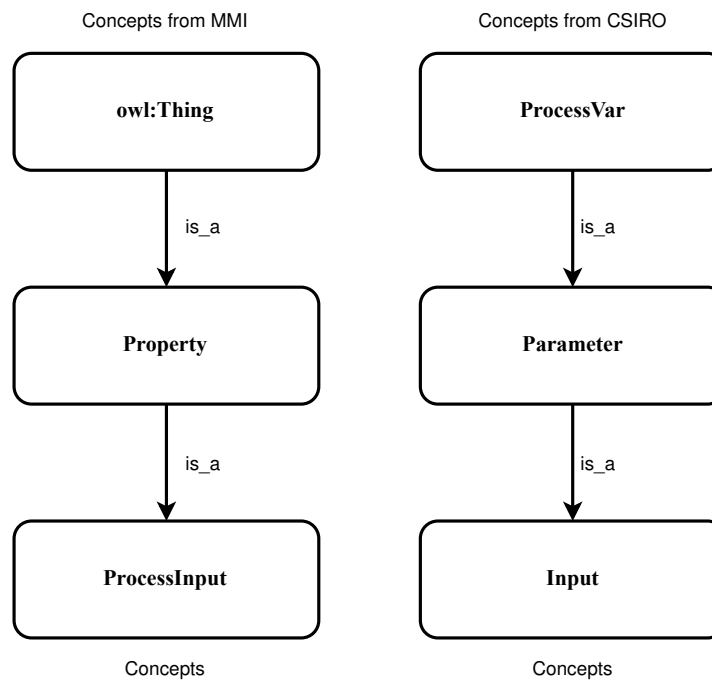 Concepts from MMI
Concepts from CSIRO
owl:Thing
ProcessVar
is_a
is_a
Property
Parameter
is_a
is_a
ProcessInput
Input
Concepts
Concepts